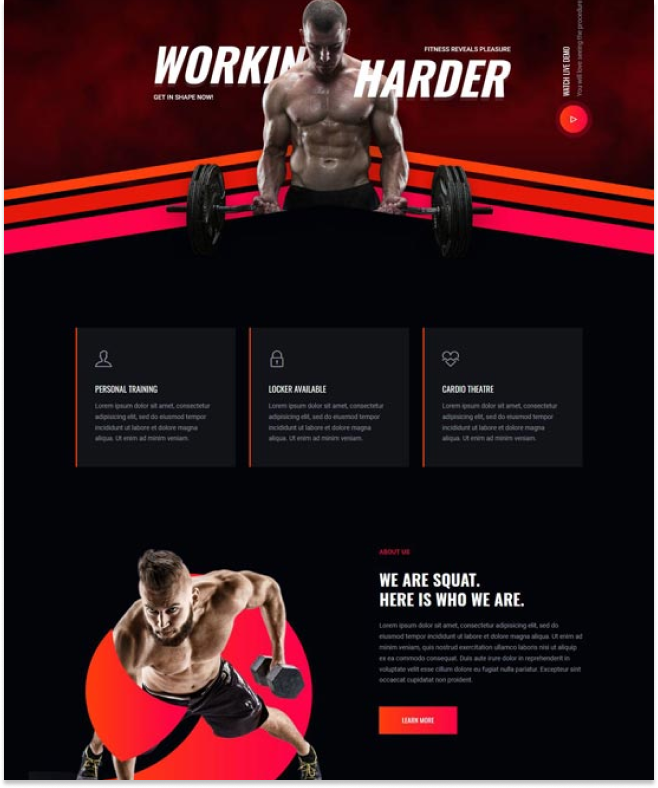 WORKIN
FITNESS REVEALS PLEASURE
HARDER
GET IN SHAPE NOW!
WATCH LIVE DEMO
You will love seeing the procedure
PERSONAL TRAINING
Lorem ipsum dolor sit amet, consectetur
adipiscing elit, sed do eiusmod tempor
incididunt ut labore et dolore magna
aliqua. Ut enim ad minim veniam.
LOCKER AVAILABLE
Lorem ipsum dolor sit amet, consectetur
adipiscing elit, sed do eiusmod tempor
incididunt ut labore et dolore magna
aliqua. Ut enim ad minim veniam.
CARDIO THEATRE
Lorem ipsum dolor sit amet, consectetur
adipiscing elit, sed do eiusmod tempor
incididunt ut labore et dolore magna
aliqua. Ut enim ad minim veniam.
ABOUT US
WE ARE SQUAT.
HERE IS WHO WE ARE.
Lorem ipsum dolor sit amet, consectetur adipisicing elit, sed do
eiusmod tempor incididunt ut labore et dolore magna aliqua. Ut enim ad
minim veniam, quis nostrud exercitation ullamco laboris nisi ut aliquip
ex ea commodo consequat. Duis aute irure dolor in reprehenderit in
voluptate velit esse cillum dolore eu fugiat nulla pariatur. Excepteur sint
occaecat cupidatat non proident.
LEARN MORE